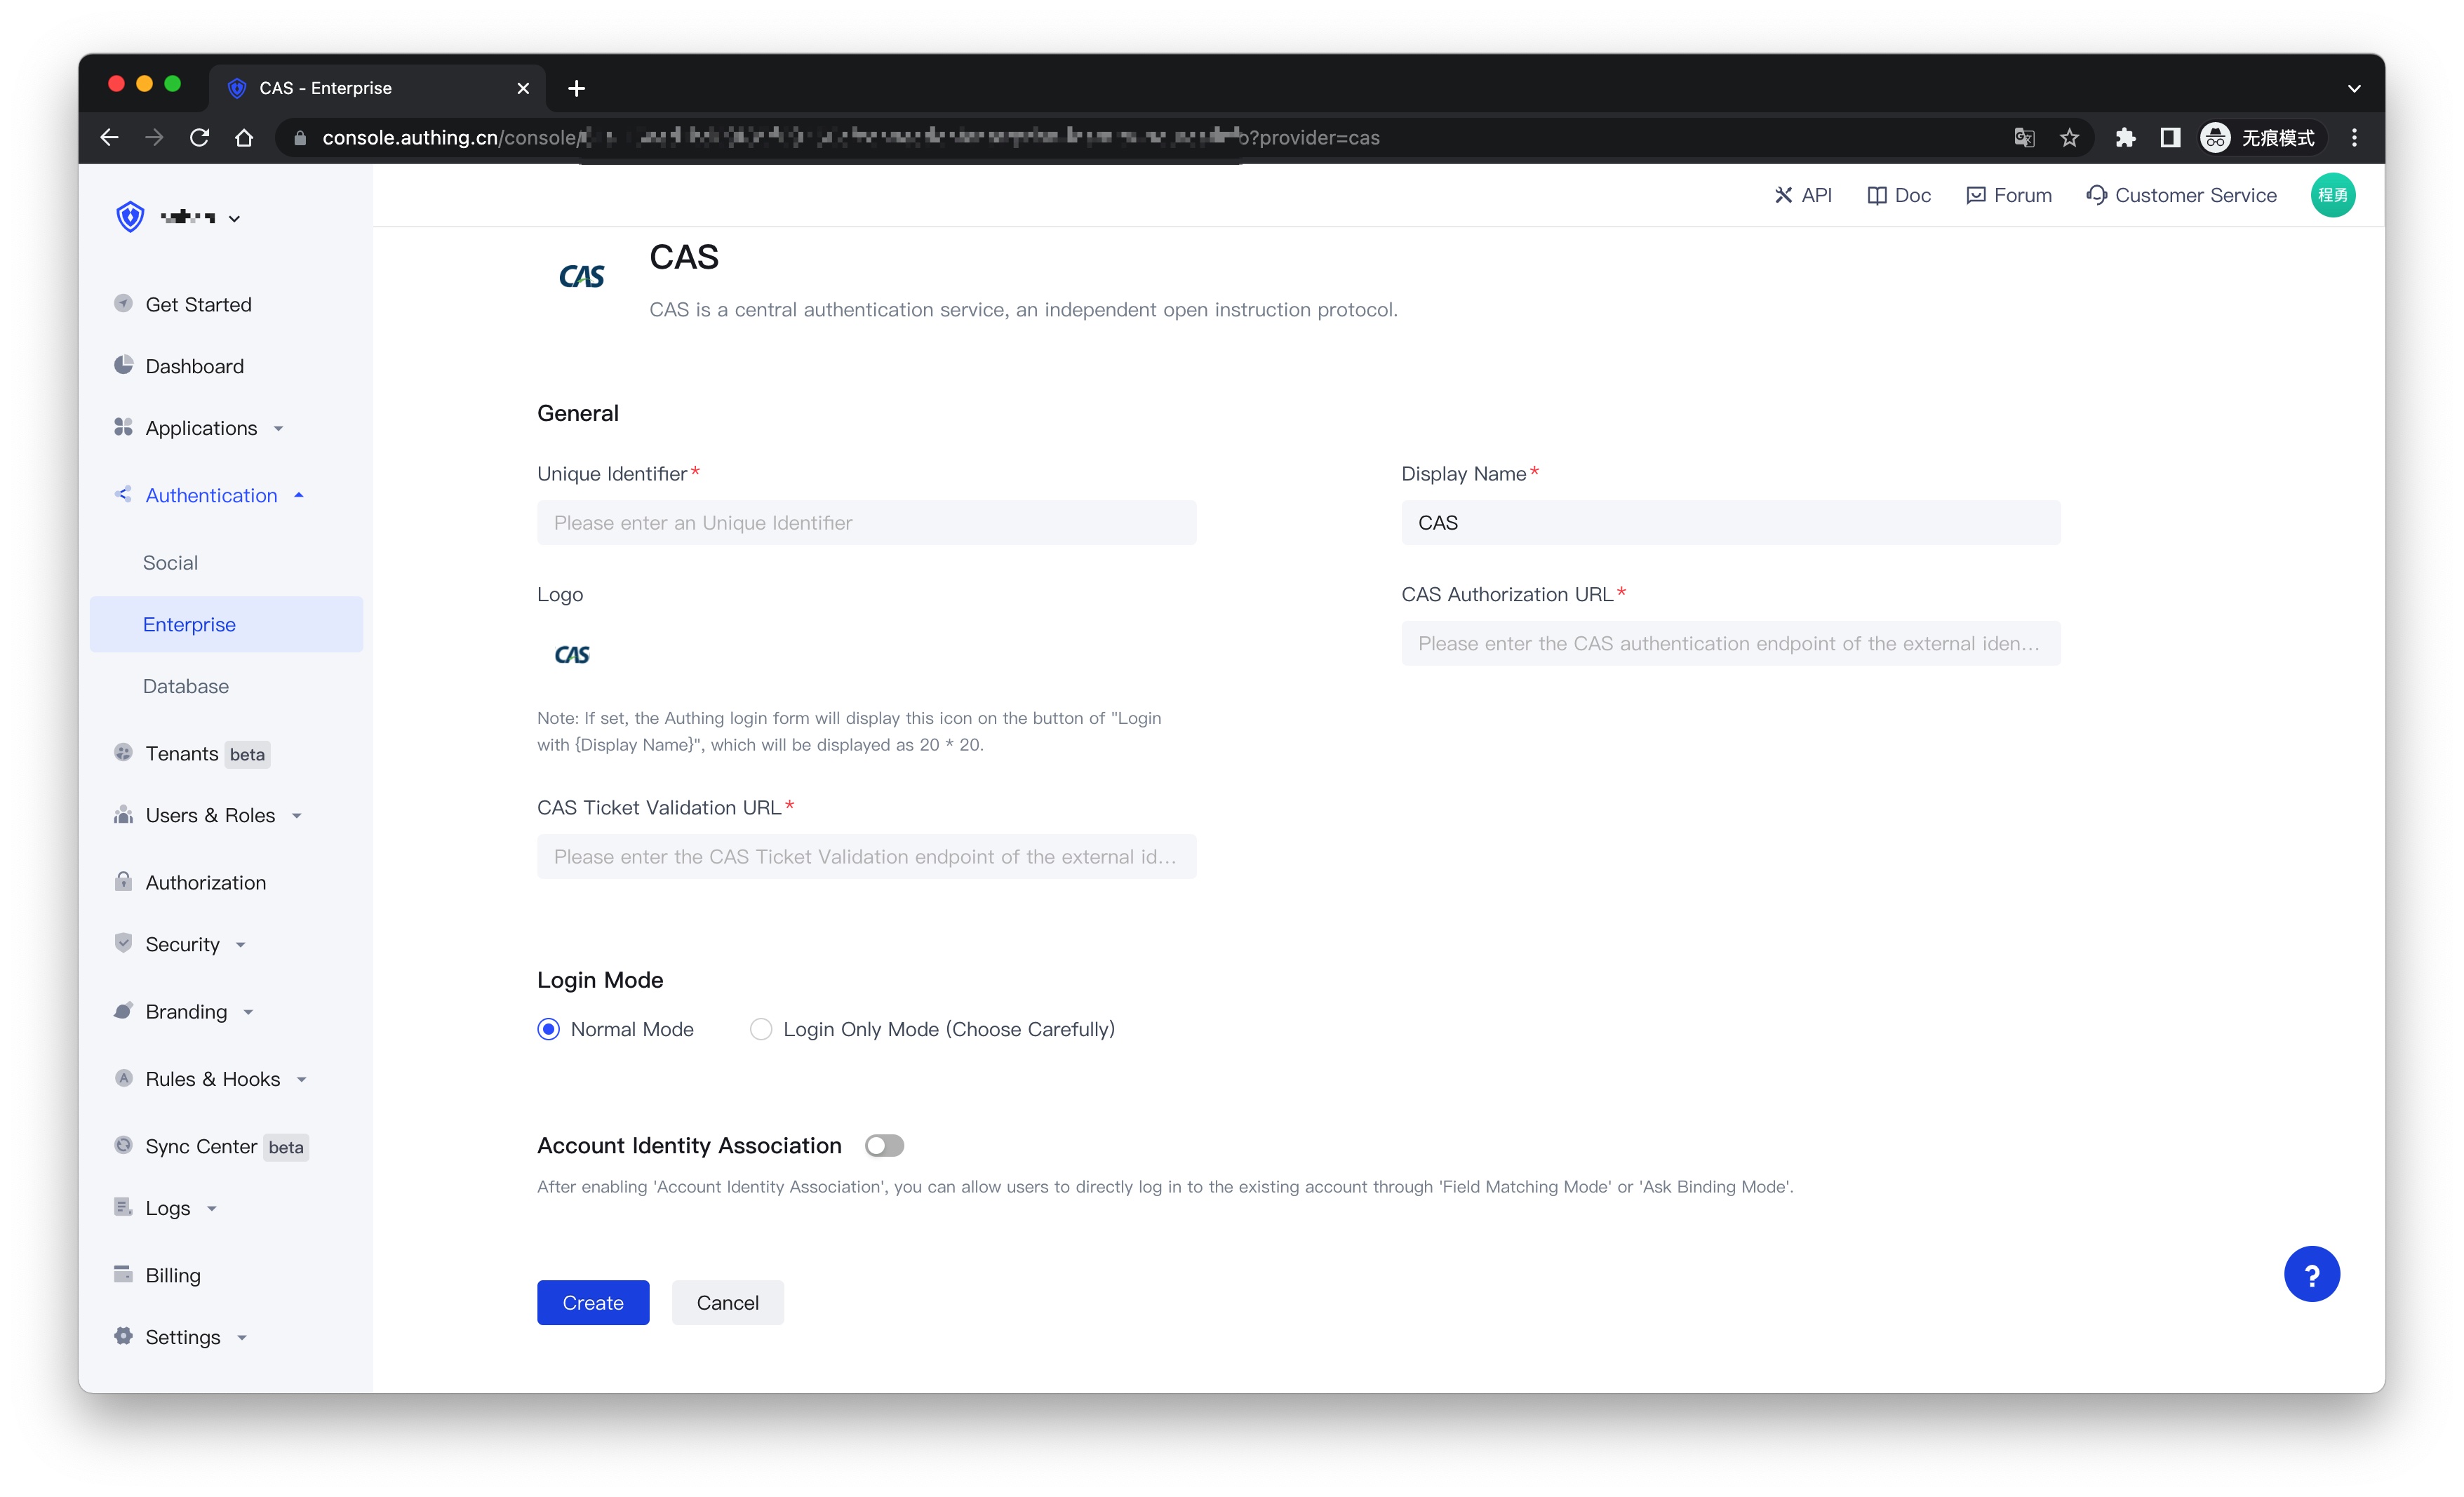 CAS - Enterprise
console.authing.cn/console/
?provider=cas
无痕模式
API
Doc
Forum
Customer Service
程勇
Get Started
Dashboard
Applications
Authentication
Social
Enterprise
Database
Tenants beta
Users & Roles
Authorization
Security
Branding
Rules & Hooks
Sync Center beta
Logs
Billing
Settings
CAS
CAS
CAS is a central authentication service, an independent open instruction protocol.
General
Unique Identifier*
Please enter an Unique Identifier
Display Name*
CAS
Logo
CAS
CAS Authorization URL*
Please enter the CAS authentication endpoint of the external iden...
Note: If set, the Authing login form will display this icon on the button of "Login
with {Display Name}", which will be displayed as 20 * 20.
CAS Ticket Validation URL*
Please enter the CAS Ticket Validation endpoint of the external id...
Login Mode
Normal Mode
Login Only Mode (Choose Carefully)
Account Identity Association
After enabling 'Account Identity Association', you can allow users to directly log in to the existing account through 'Field Matching Mode' or 'Ask Binding Mode'.
Create
Cancel
?